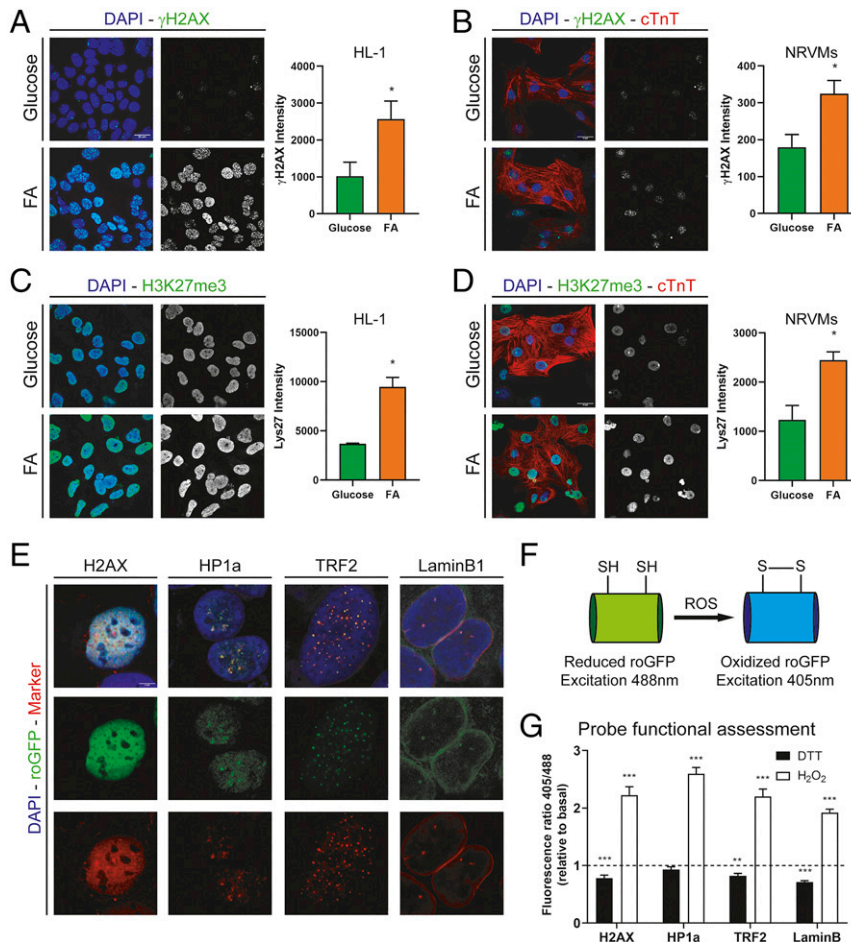 A
DAPI - γH2AX
Glucose
FA
HL-1
γH2AX Intensity
4000
3000
2000
1000
0
*
Glucose FA
B
DAPI - γH2AX - cTnT
Glucose
FA
NRVMs
γH2AX Intensity
400
300
200
100
0
*
Glucose FA
C
DAPI - H3K27me3
Glucose
FA
HL-1
Lys27 Intensity
15000
10000
5000
0
*
Glucose FA
D
DAPI - H3K27me3 - cTnT
Glucose
FA
NRVMs
Lys27 Intensity
3000
2000
1000
0
*
Glucose FA
E
H2AX HP1a TRF2 LaminB1
DAPI - roGFP - Marker
F
SH SH S S
ROS
Reduced roGFP Oxidized roGFP
Excitation 488nm Excitation 405nm
G
Probe functional assessment
Fluorescence ratio 405/488
(relative to basal)
3
2
1
0
DTT
H₂O₂
*** *** *** ***
*** ** ***
H2AX HP1a TRF2 LaminB